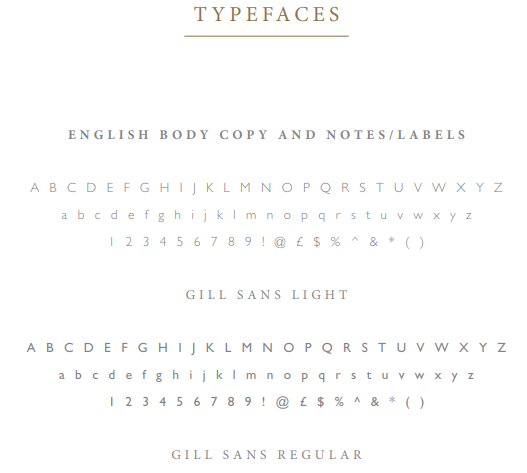 TYPEFACES
ENGLISH BODY COPY AND NOTES/LABELS
A B C D E F G H I J K L M N O P Q R S T U V W X Y Z
a b c d e f g h i j k l m n o p q r s t u v w x y z
1 2 3 4 5 6 7 8 9 ! @ £ $ % ^ & * ( )
GILL SANS LIGHT
A B C D E F G H I J K L M N O P Q R S T U V W X Y Z
a b c d e f g h i j k l m n o p q r s t u v w x y z
1 2 3 4 5 6 7 8 9 ! @ £ $ % ^ & * ( )
GILL SANS REGULAR